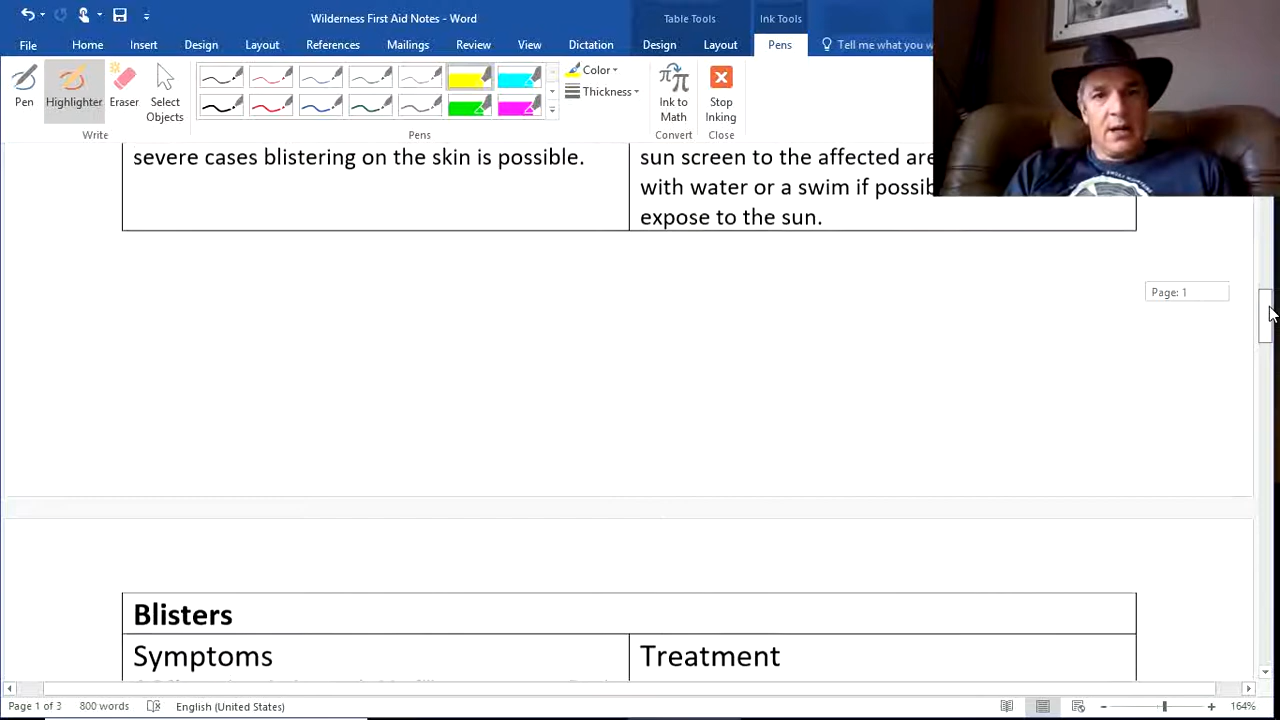 Wilderness First Aid Notes - Word
Table Tools
Ink Tools
File
Home
Insert
Design
Layout
References
Mailings
Review
View
Dictation
Design
Layout
Pens
Tell me what you w
Pen
Highlighter
Eraser
Select
Objects
Color
Thickness
Ink to
Math
Stop
Inking
Write
Pens
Convert
Close
severe cases blistering on the skin is possible.
sun screen to the affected are
with water or a swim if possib
expose to the sun.
Page: 1
Blisters
Symptoms
Treatment
Page 1 of 3
800 words
English (United States)
164%